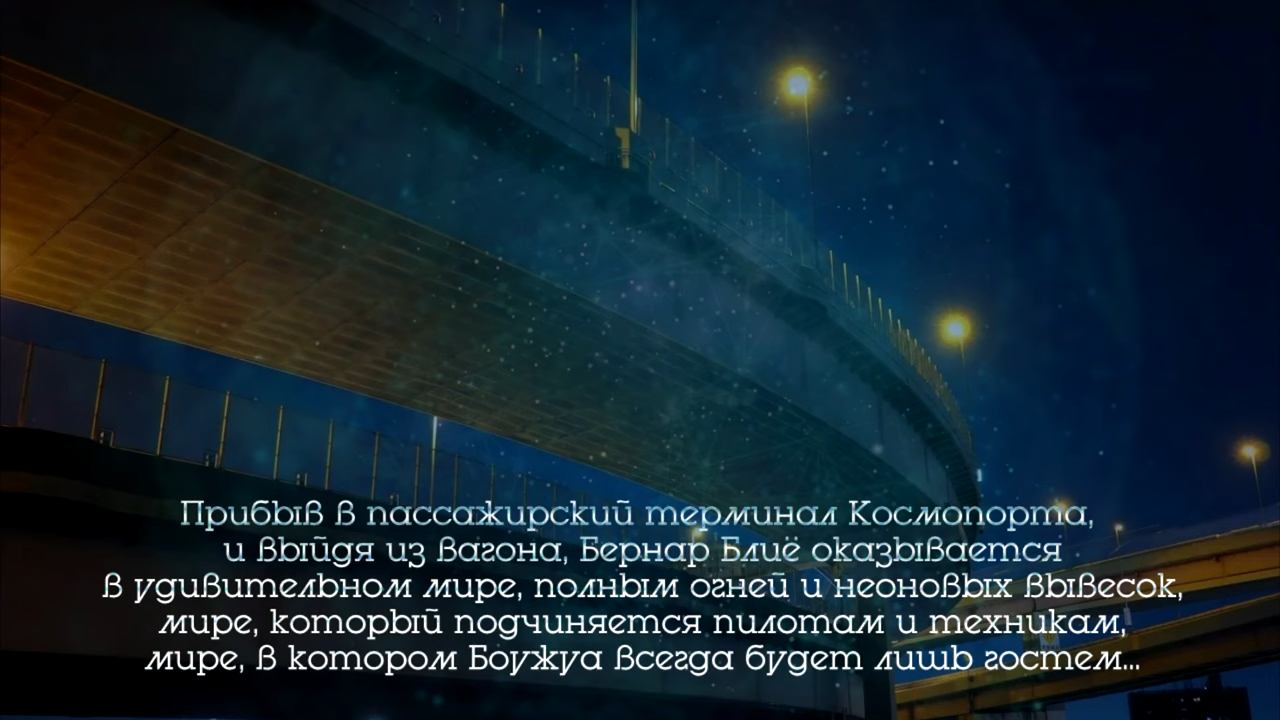 Прибыв в пассажирский терминал Космопорта,
и выйдя из вагона, Бернар Блиё оказывается
в удивительном мире, полным огней и неоновых вывесок,
мире, который подчиняется пилотам и техникам,
мире, в котором Боужуа всегда будет лишь гостем...